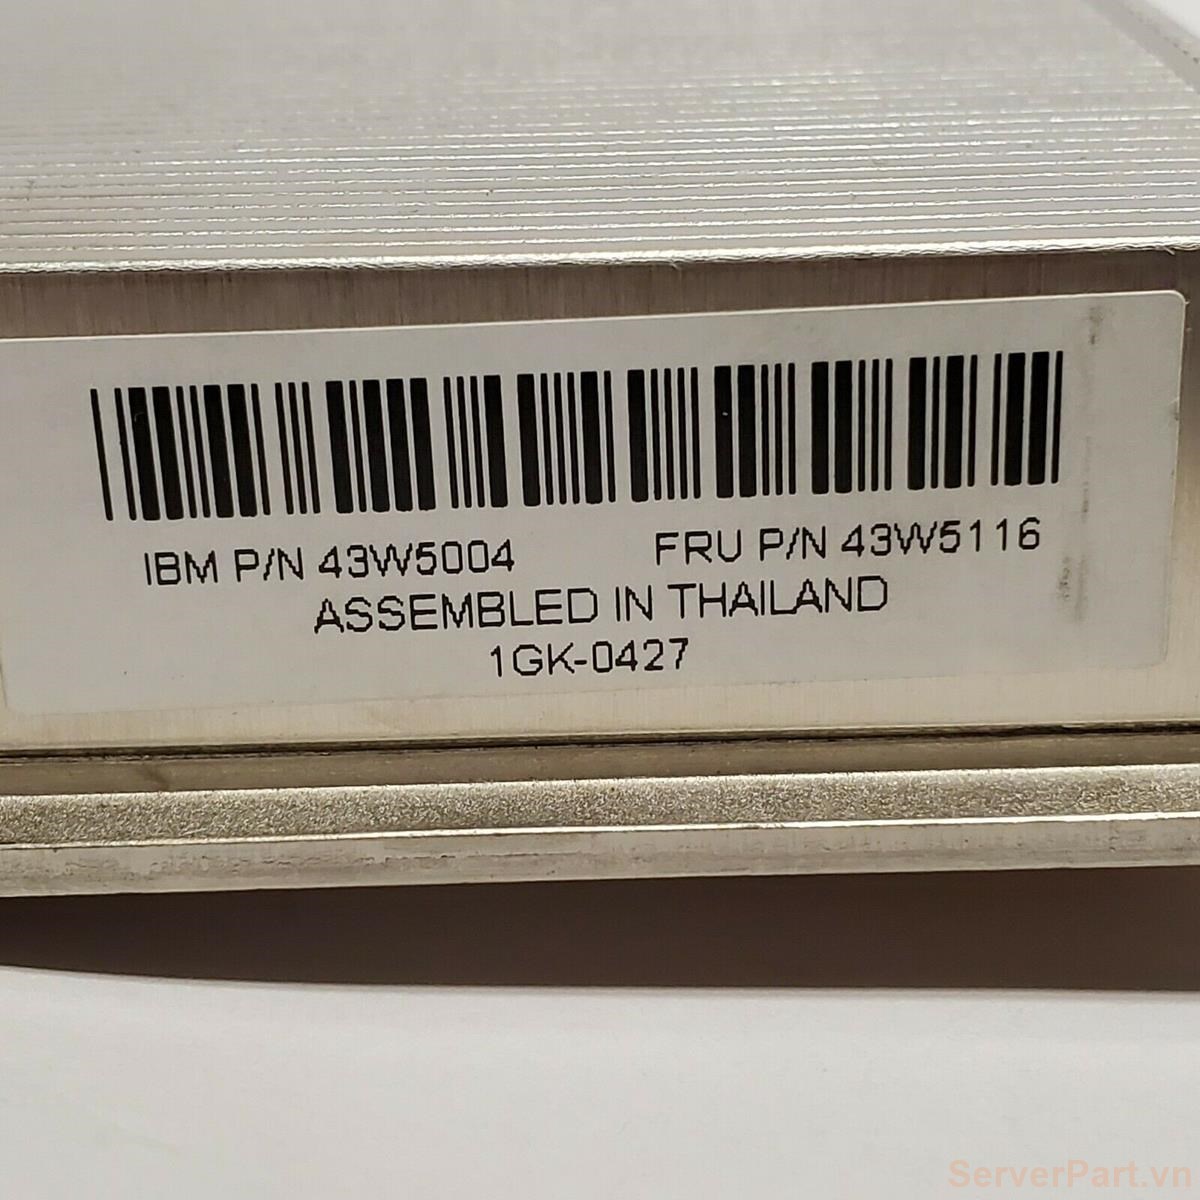 IBM P/N 43W5004 FRU P/N 43W5116
ASSEMBLED IN THAILAND
1GK-0427
ServerPart.vn